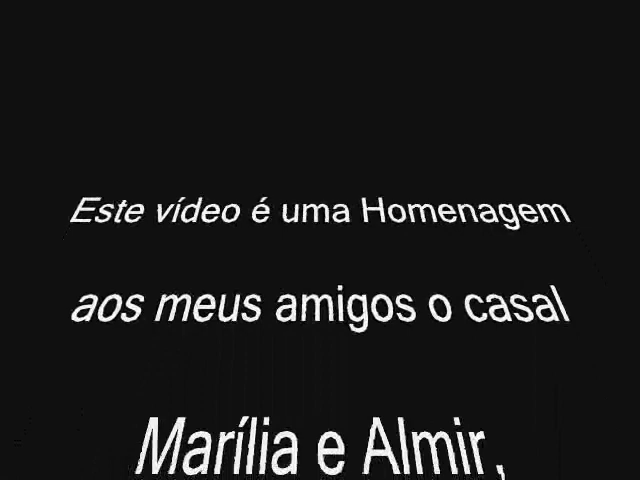 Este vídeo é uma Homenagem
aos meus amigos o casal
Marília e Almir,